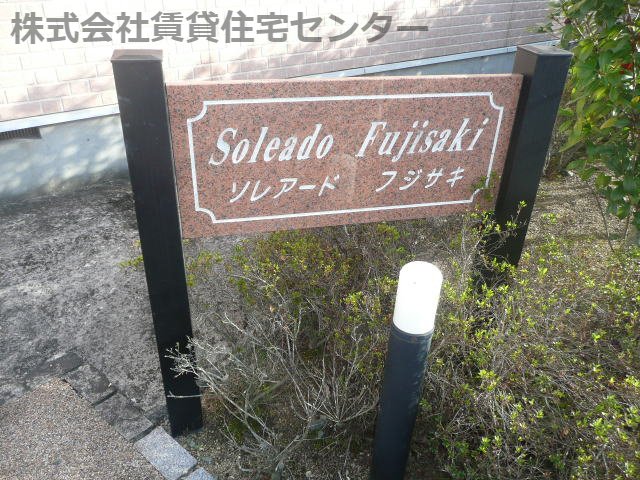 株式会社賃貸住宅センター
Soleado Fujisaki
ソレアード フジサキ